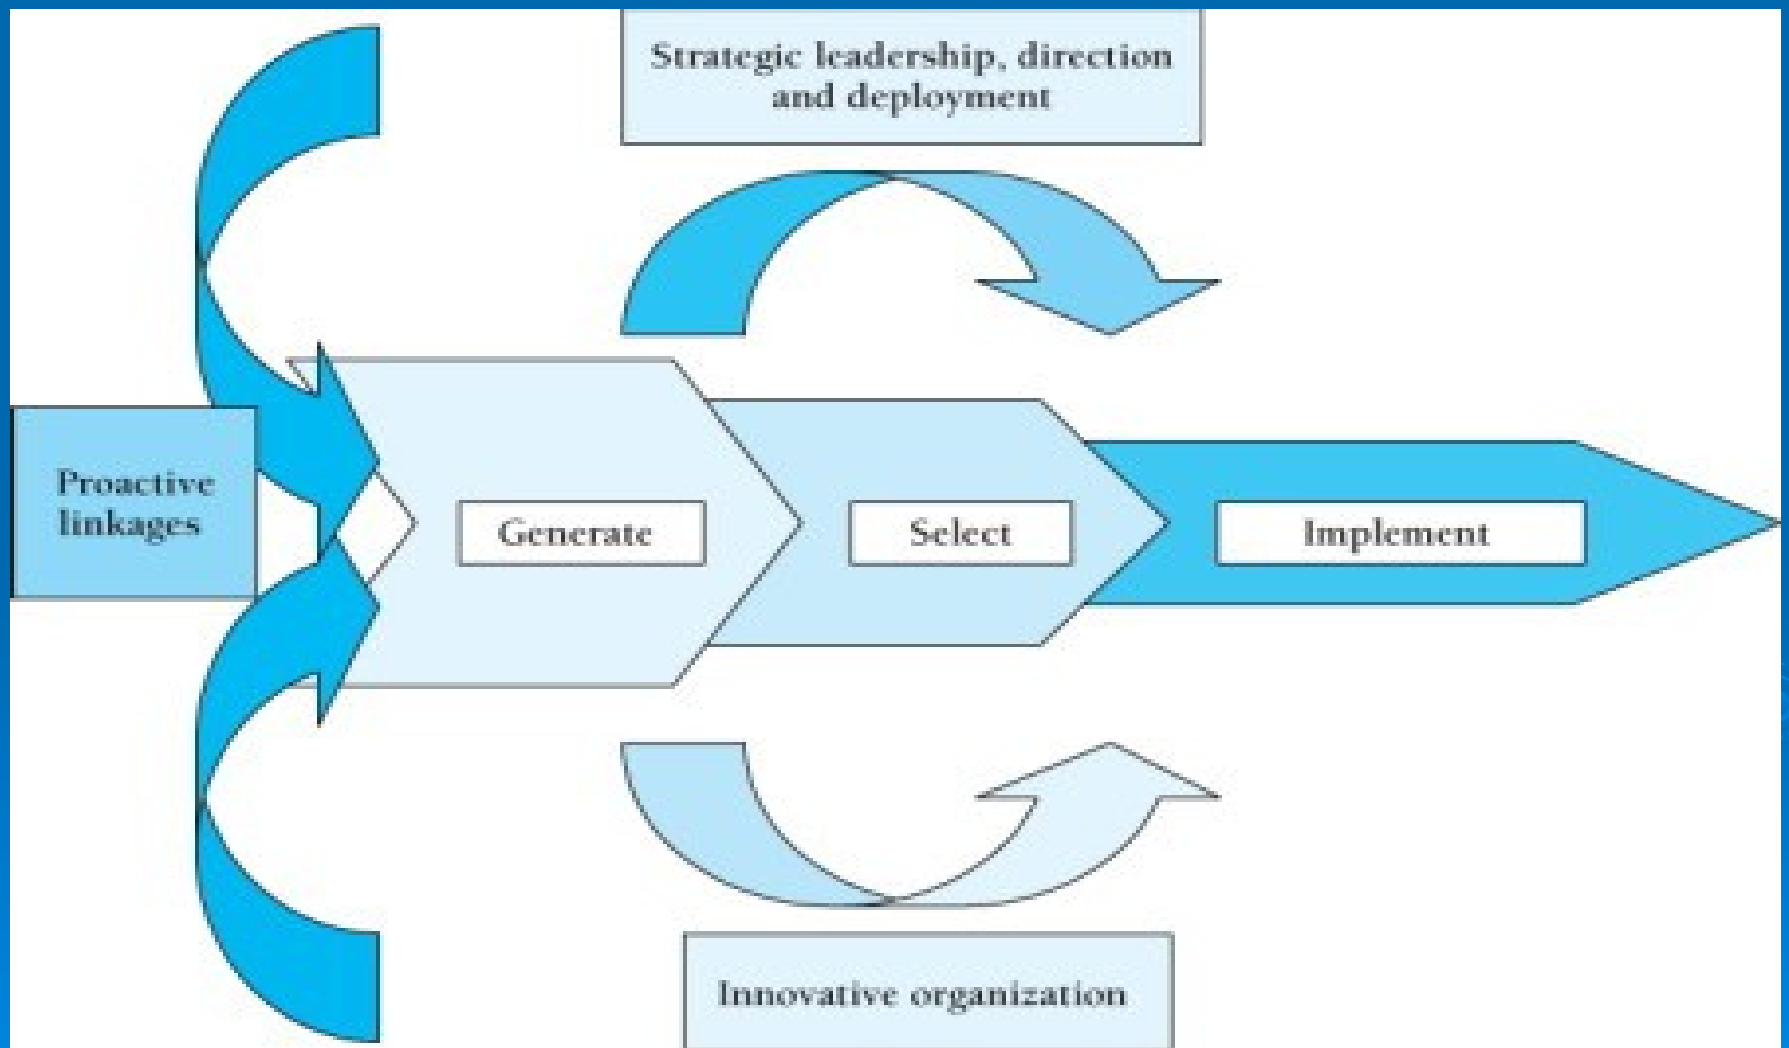 Strategic leadership, direction
and deployment
Proactive
linkages
Generate
Select
Implement
Innovative organization